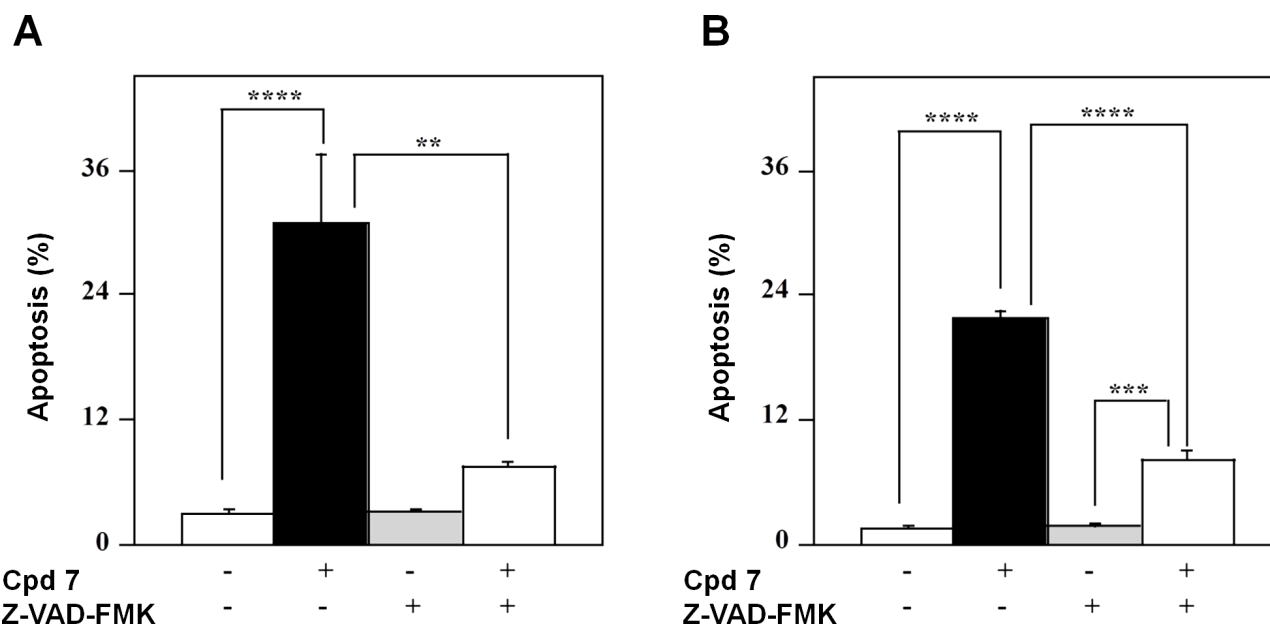 A
B
****
**
****
****
***
36
24
12
0
Apoptosis (%)
36
24
12
0
Apoptosis (%)
Cpd 7 - + - +
Z-VAD-FMK - - + +
Cpd 7 - + - +
Z-VAD-FMK - - + +